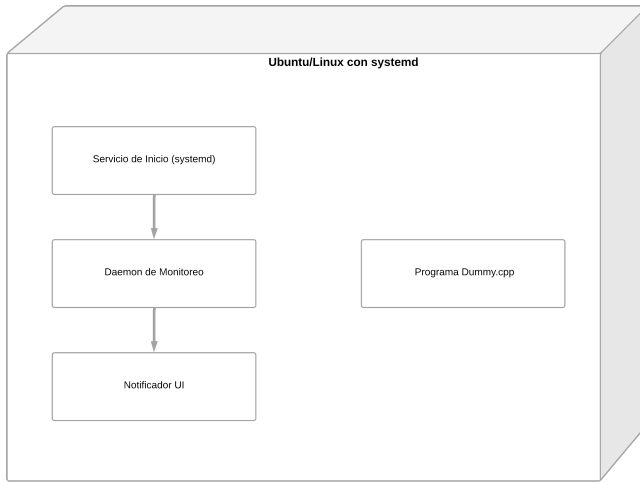 Ubuntu/Linux con systemd
Servicio de Inicio (systemd)
Daemon de Monitoreo
Programa Dummy.cpp
Notificador UI